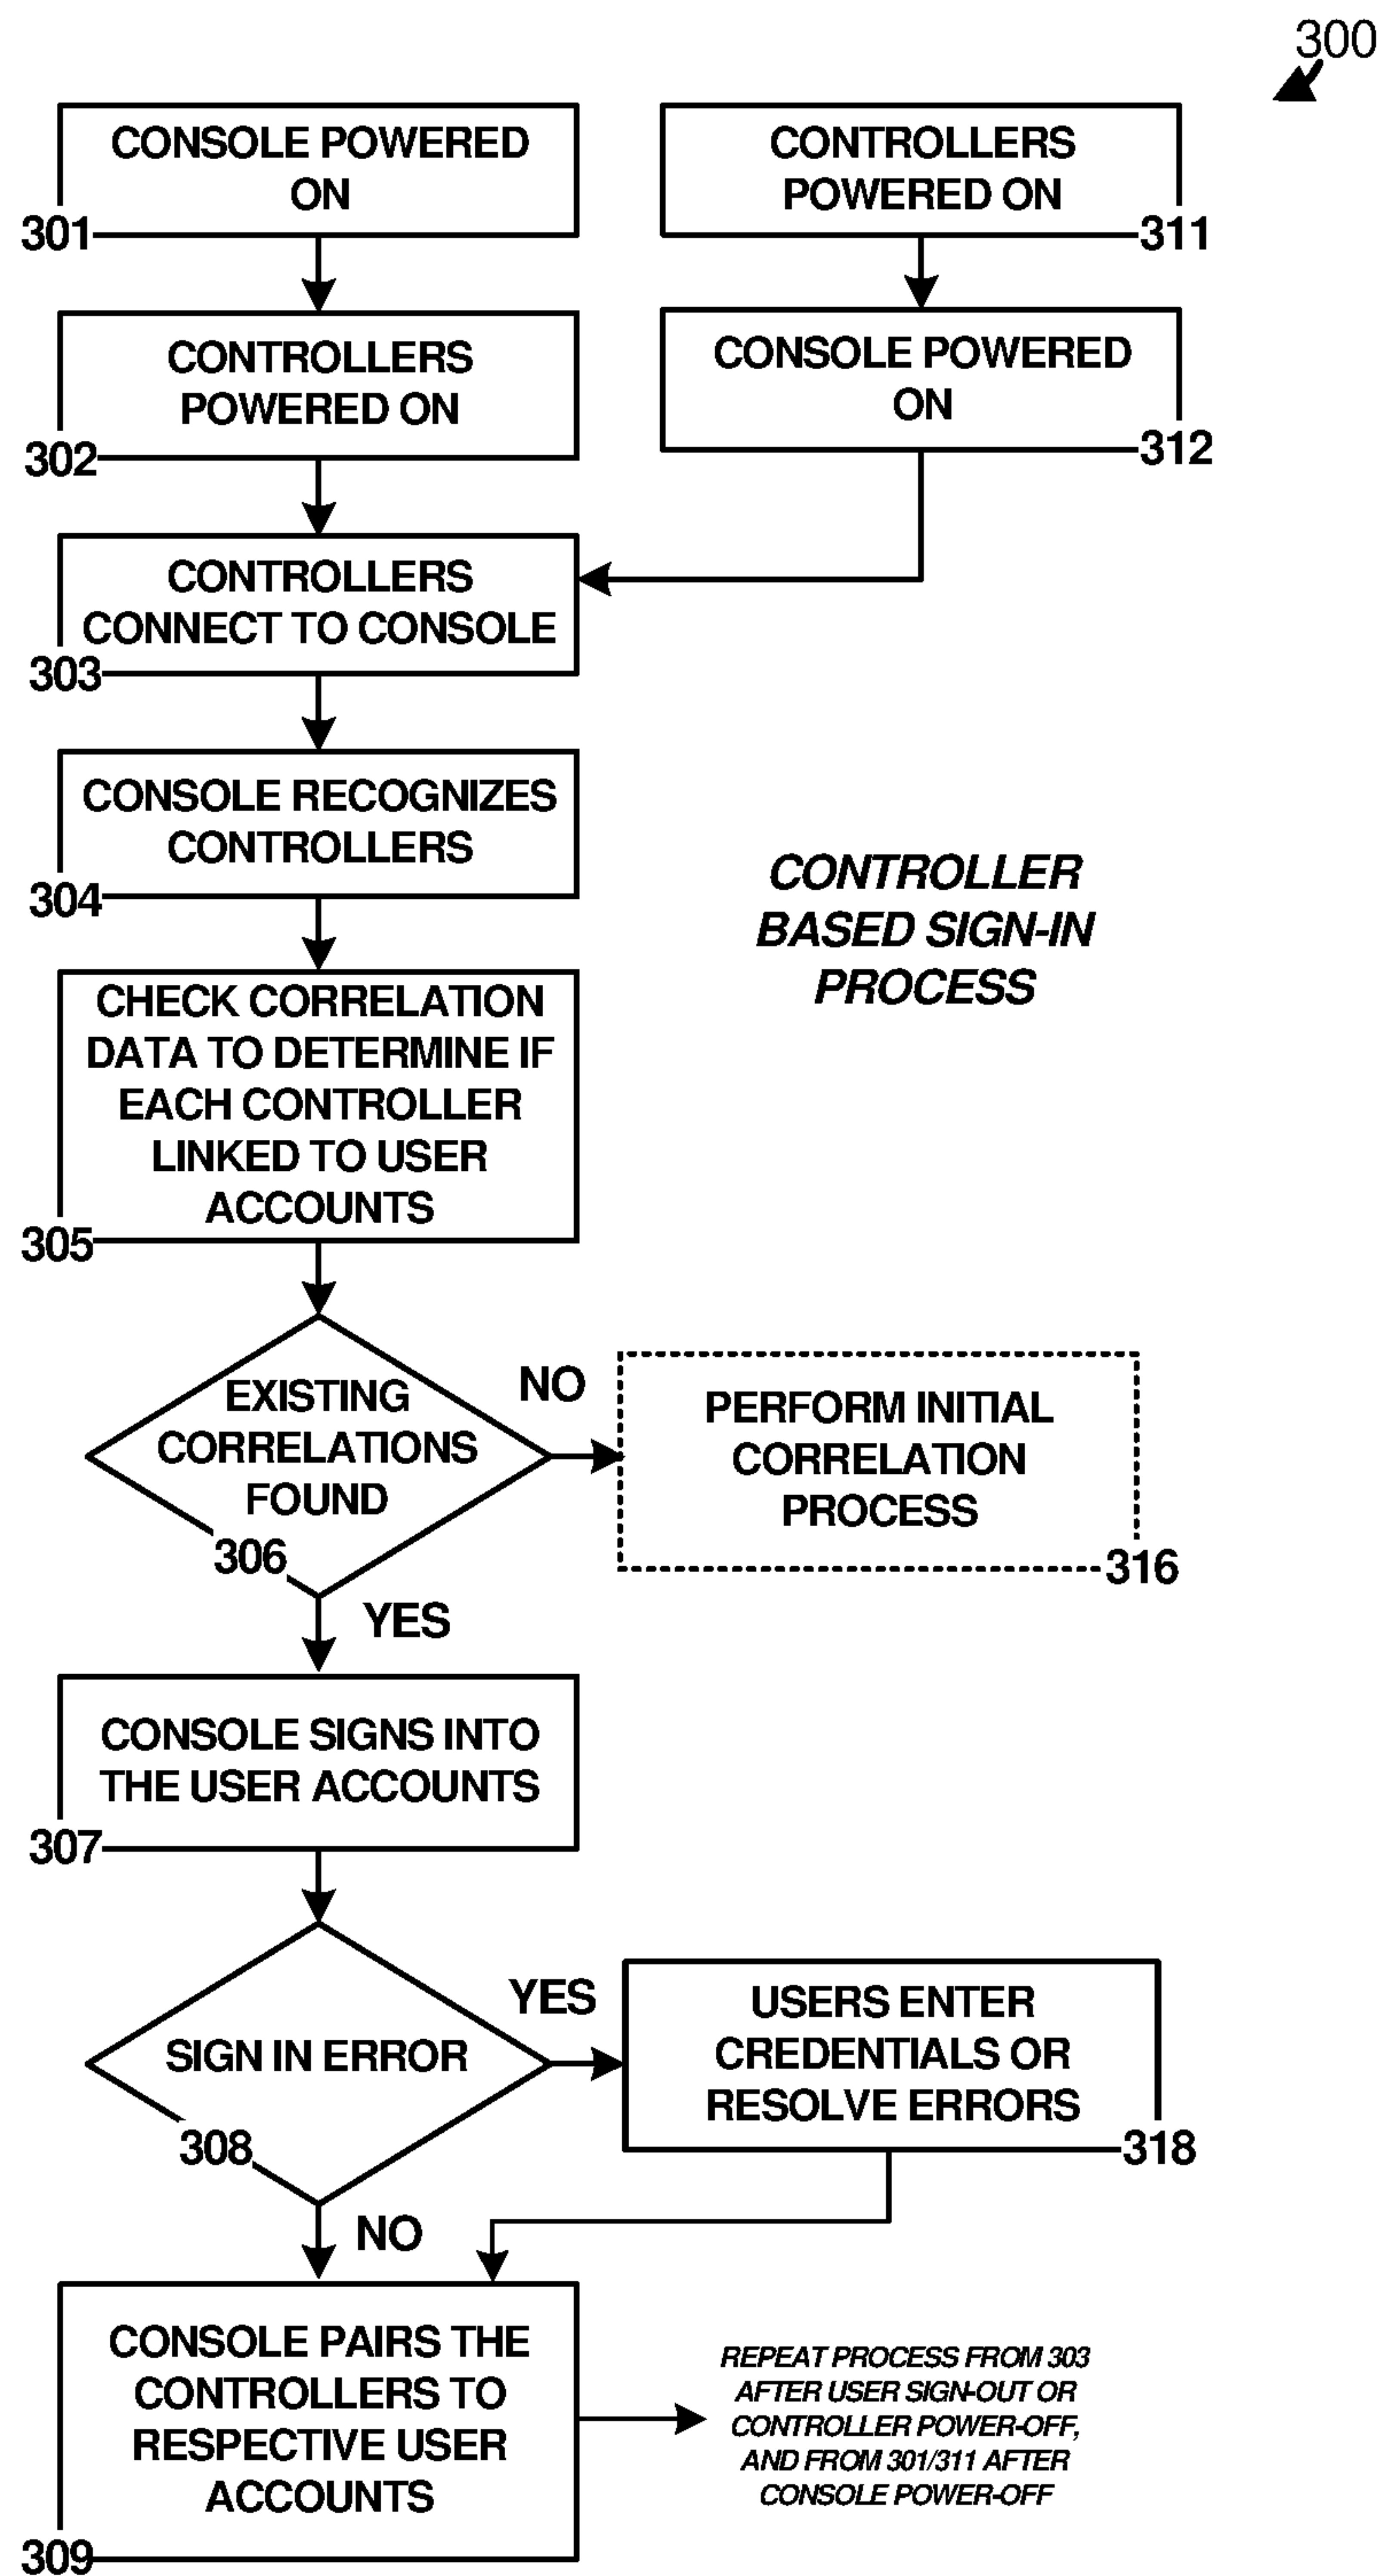 300
CONSOLE POWERED
ON
301
CONTROLLERS
POWERED ON
311
CONTROLLERS
POWERED ON
302
CONSOLE POWERED
ON
312
CONTROLLERS
CONNECT TO CONSOLE
303
CONSOLE RECOGNIZES
CONTROLLERS
304
CONTROLLER
BASED SIGN-IN
PROCESS
CHECK CORRELATION
DATA TO DETERMINE IF
EACH CONTROLLER
LINKED TO USER
ACCOUNTS
305
EXISTING
CORRELATIONS
FOUND
306
NO
PERFORM INITIAL
CORRELATION
PROCESS
316
YES
CONSOLE SIGNS INTO
THE USER ACCOUNTS
307
SIGN IN ERROR
308
YES
USERS ENTER
CREDENTIALS OR
RESOLVE ERRORS
318
NO
CONSOLE PAIRS THE
CONTROLLERS TO
RESPECTIVE USER
ACCOUNTS
309
REPEAT PROCESS FROM 303
AFTER USER SIGN-OUT OR
CONTROLLER POWER-OFF,
AND FROM 301/311 AFTER
CONSOLE POWER-OFF